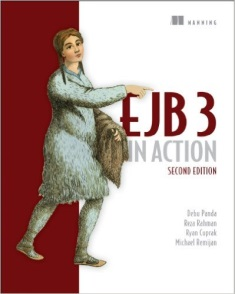 MANNING
EJB 3
IN ACTION
SECOND EDITION
Debu Panda
Reza Rahman
Ryan Cuprak
Michael Remijan